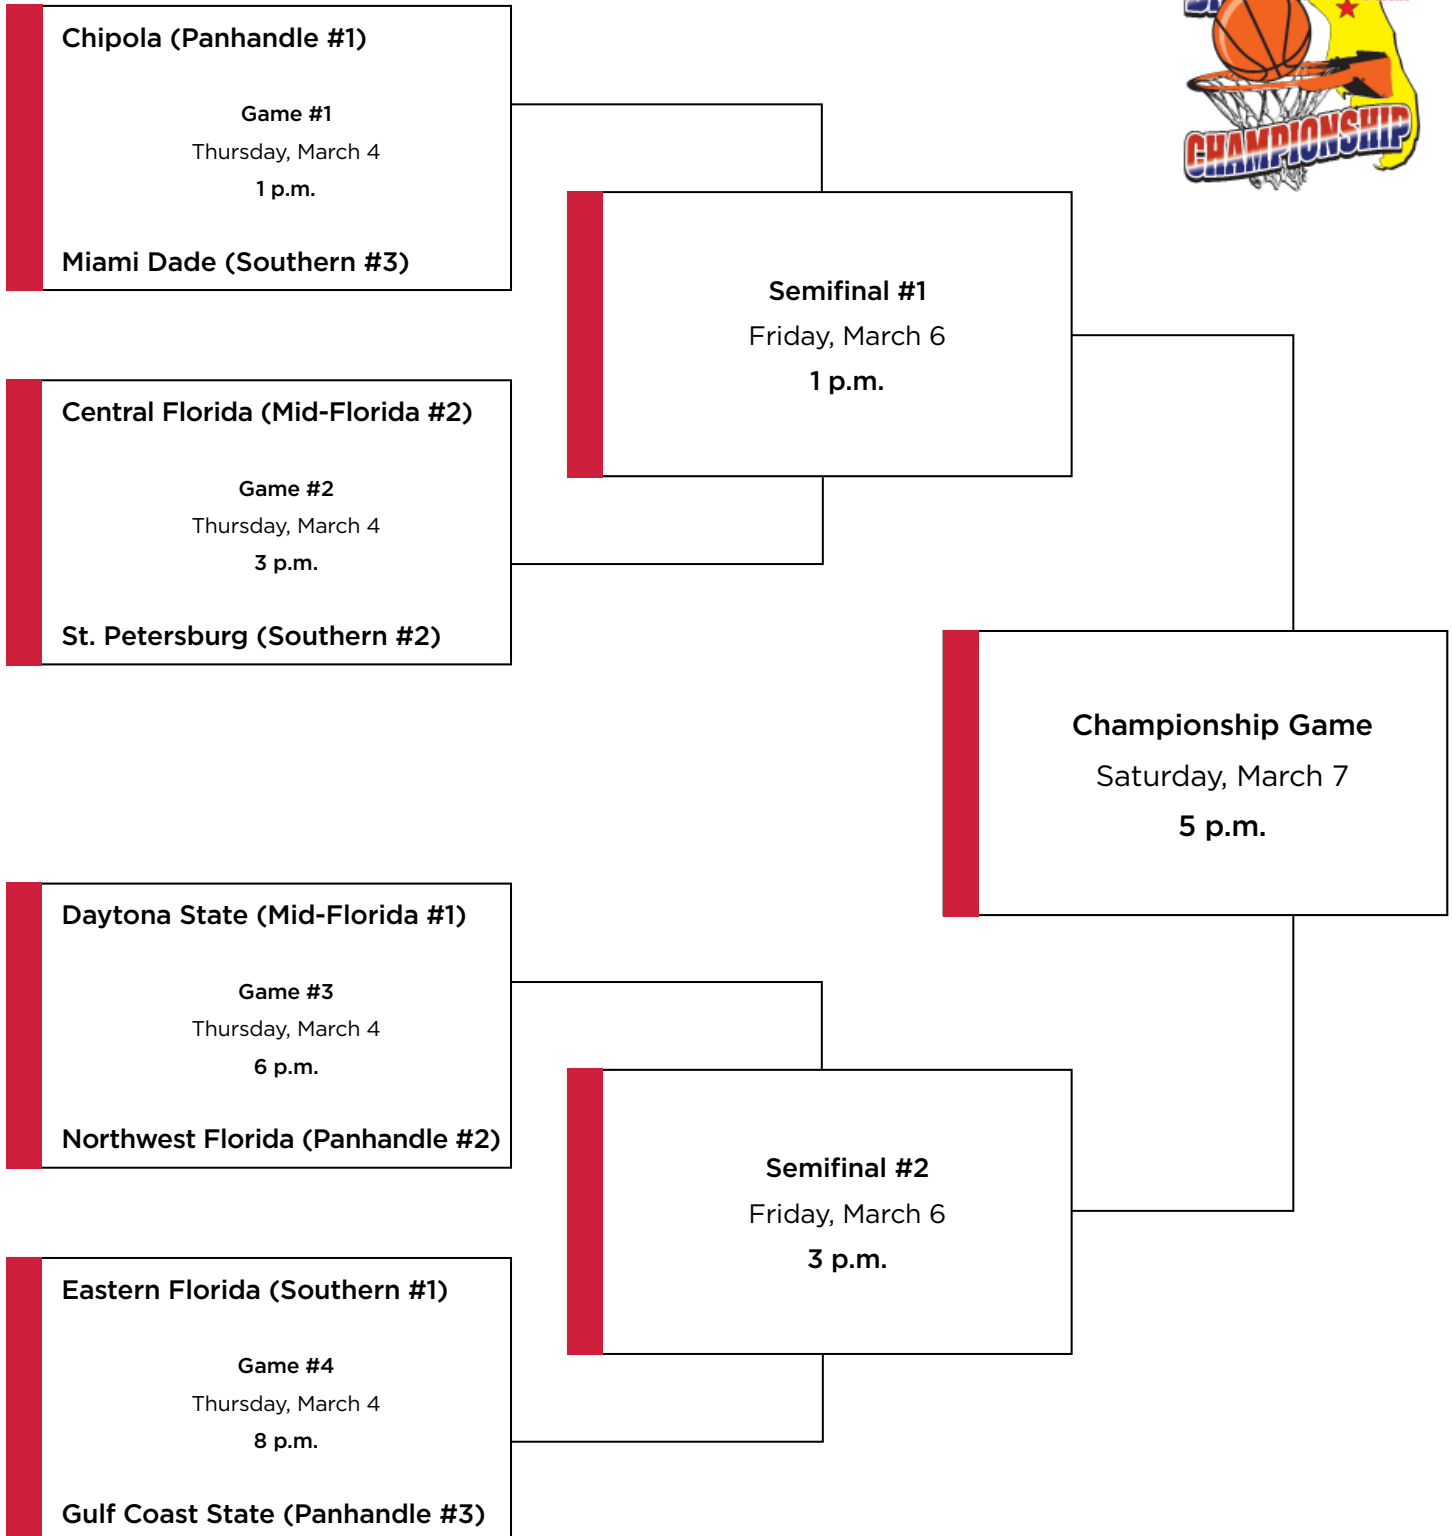 CHAMPIONSHIP
Chipola (Panhandle #1)
Game #1
Thursday, March 4
1 p.m.
Miami Dade (Southern #3)
Semifinal #1
Friday, March 6
1 p.m.
Central Florida (Mid-Florida #2)
Game #2
Thursday, March 4
3 p.m.
St. Petersburg (Southern #2)
Championship Game
Saturday, March 7
5 p.m.
Daytona State (Mid-Florida #1)
Game #3
Thursday, March 4
6 p.m.
Northwest Florida (Panhandle #2)
Semifinal #2
Friday, March 6
3 p.m.
Eastern Florida (Southern #1)
Game #4
Thursday, March 4
8 p.m.
Gulf Coast State (Panhandle #3)